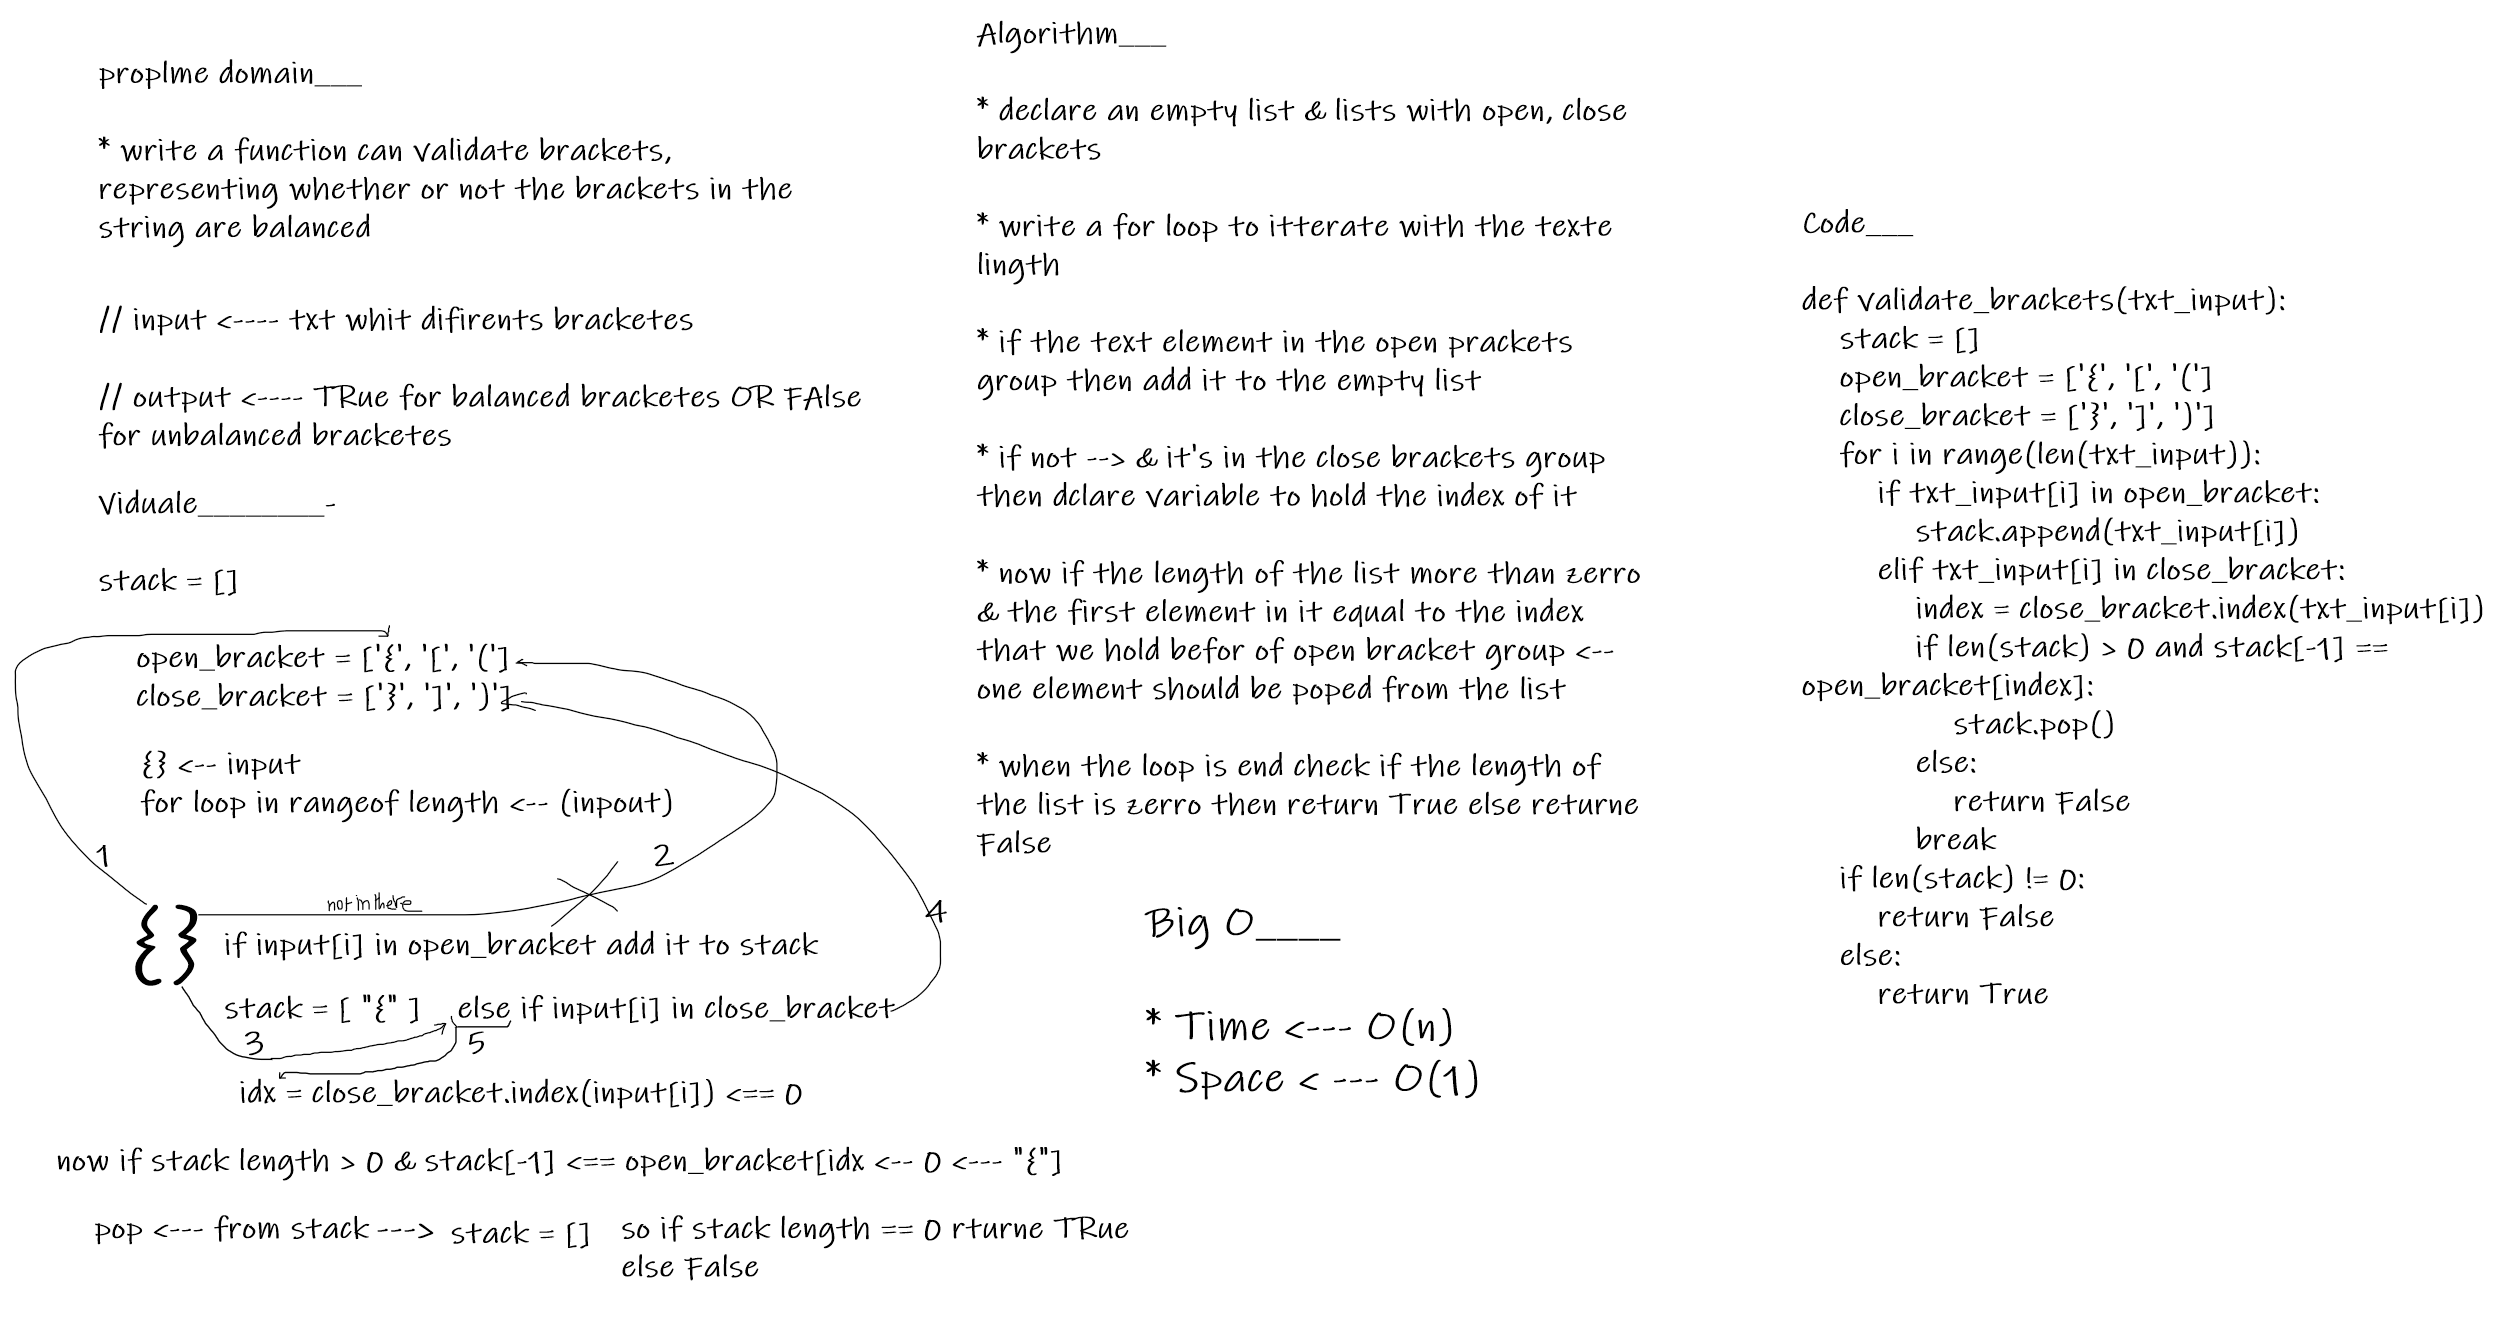 proplme domain___
* write a function can validate brackets,
representing whether or not the brackets in the
string are balanced
// input <---- txt whit difirents bracketes
// output <---- TRue for balanced bracketes OR FAlse
for unbalanced bracketes
Viduale________-
stack = []
open_bracket = ['{', '[', '(']
close_bracket = ['}', ']', ')']
{} <-- input
for loop in rangeof length <-- (inpout)
1
2
not in there
4
{ }
if input[i] in open_bracket add it to stack
stack = [ "{" ] else if input[i] in close_bracket
3
5
idx = close_bracket.index(input[i]) <== 0
now if stack length > 0 & stack[-1] <== open_bracket[idx <-- 0 <--- "{"]
pop <--- from stack ---> stack = [] so if stack length == 0 rturne TRue
else False
Algorithm___
* declare an empty list & lists with open, close
brackets
* write a for loop to itterate with the texte
lingth
* if the text element in the open prackets
group then add it to the empty list
* if not --> & it's in the close brackets group
then dclare variable to hold the index of it
* now if the length of the list more than zerro
& the first element in it equal to the index
that we hold befor of open bracket group <--
one element should be poped from the list
* when the loop is end check if the length of
the list is zerro then return True else returne
False
Big O____
* Time <--- O(n)
* Space < --- O(1)
Code___
def validate_brackets(txt_input):
stack = []
open_bracket = ['{', '[', '(']
close_bracket = ['}', ']', ')']
for i in range(len(txt_input)):
if txt_input[i] in open_bracket:
stack.append(txt_input[i])
elif txt_input[i] in close_bracket:
index = close_bracket.index(txt_input[i])
if len(stack) > 0 and stack[-1] ==
open_bracket[index]:
stack.pop()
else:
return False
break
if len(stack) != 0:
return False
else:
return True